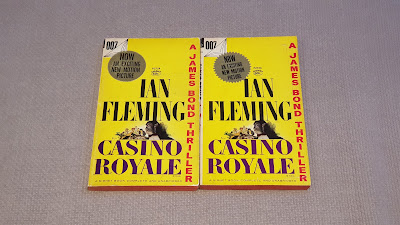 007
NOW
AN EXCITING
NEW MOTION
PICTURE
A JAMES BOND THRILLER
IAN
FLEMING
CASINO
ROYALE
007
NOW
AN EXCITING
NEW MOTION
PICTURE
A JAMES BOND THRILLER
IAN
FLEMING
CASINO
ROYALE